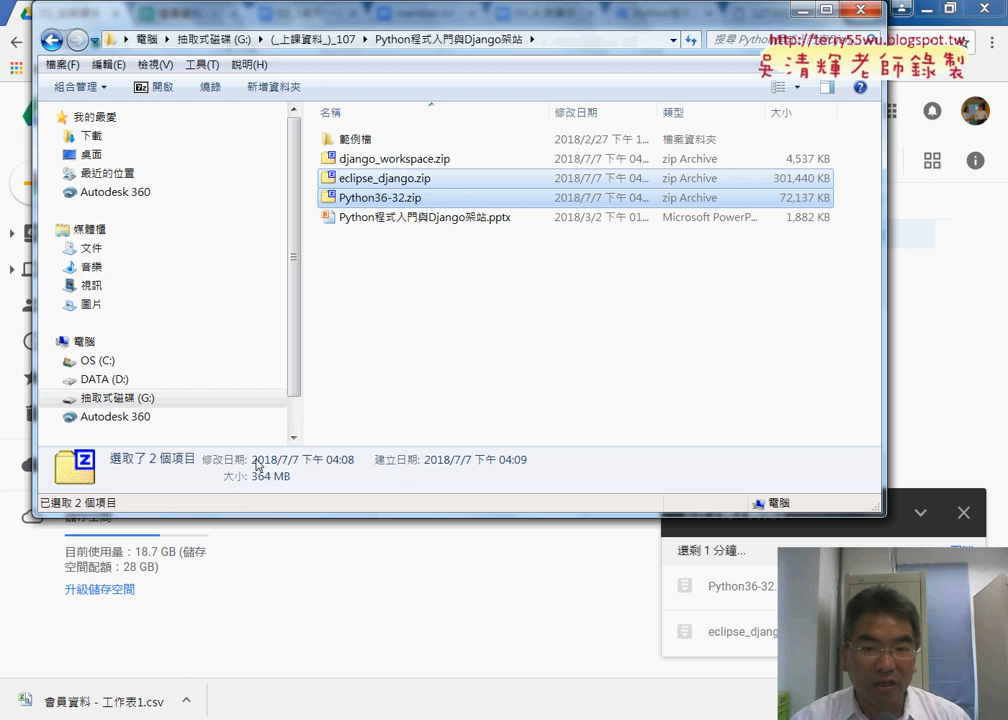 電腦 ▸ 抽取式磁碟 (G:) ▸ (_上課資料_)_107 ▸ Python程式入門與Django架站 ▸
搜尋 Pytho
http://terry55wu.blogspot.tw
吳清輝老師錄製
檔案(F) 編輯(E) 檢視(V) 工具(T) 說明(H)
組合管理 開啟 燒錄 新增資料夾
我的最愛
下載
桌面
最近的位置
Autodesk 360
媒體櫃
文件
音樂
視訊
圖片
電腦
OS (C:)
DATA (D:)
抽取式磁碟 (G:)
Autodesk 360
名稱 修改日期 類型 大小
範例檔 2018/2/27 下午 1... 檔案資料夾
django_workspace.zip 2018/7/7 下午 04... zip Archive 4,537 KB
eclipse_django.zip 2018/7/7 下午 04... zip Archive 301,440 KB
Python36-32.zip 2018/7/7 下午 04... zip Archive 72,137 KB
Python程式入門與Django架站.pptx 2018/3/2 下午 01... Microsoft PowerP... 1,882 KB
選取了 2 個項目 修改日期: 2018/7/7 下午 04:08 建立日期: 2018/7/7 下午 04:09
大小: 364 MB
已選取 2 個項目 電腦
目前使用量：18.7 GB (儲存
空間配額：28 GB)
升級儲存空間
還剩 1 分鐘...
Python36-32.
eclipse_djang
會員資料 - 工作表1.csv